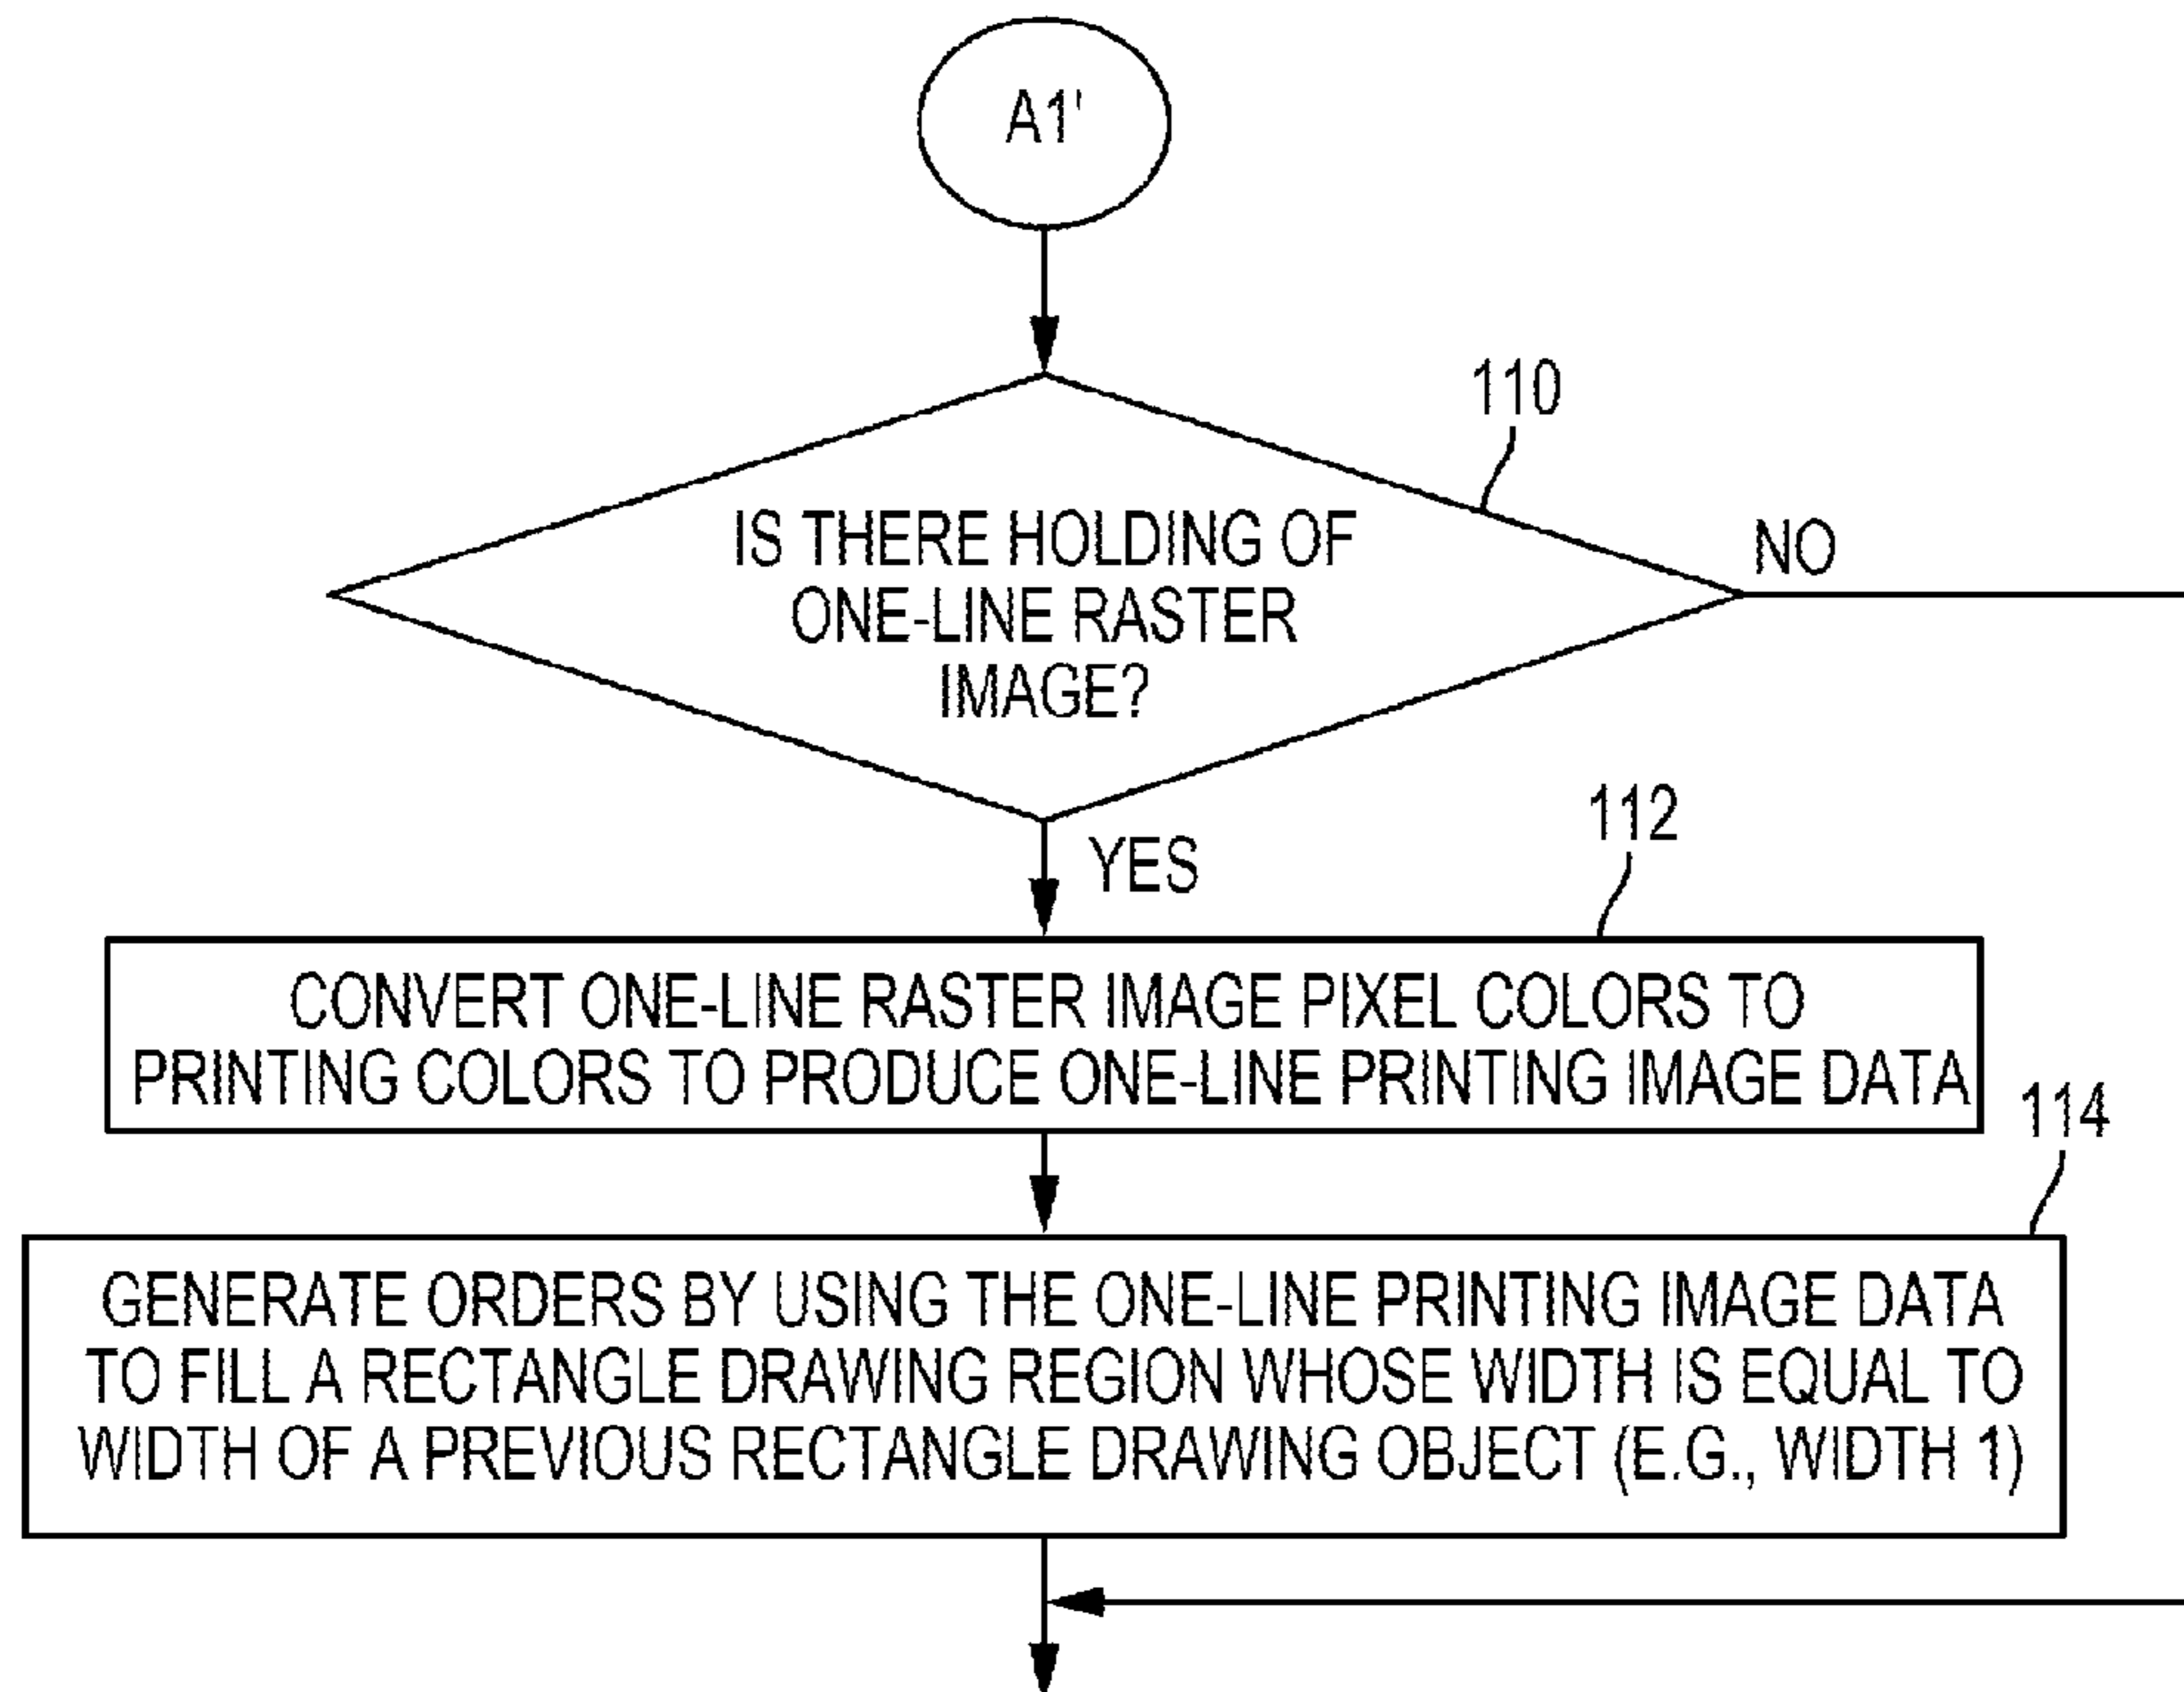 A1'
110
IS THERE HOLDING OF
ONE-LINE RASTER
IMAGE?
NO
YES
112
CONVERT ONE-LINE RASTER IMAGE PIXEL COLORS TO
PRINTING COLORS TO PRODUCE ONE-LINE PRINTING IMAGE DATA
114
GENERATE ORDERS BY USING THE ONE-LINE PRINTING IMAGE DATA
TO FILL A RECTANGLE DRAWING REGION WHOSE WIDTH IS EQUAL TO
WIDTH OF A PREVIOUS RECTANGLE DRAWING OBJECT (E.G., WIDTH 1)